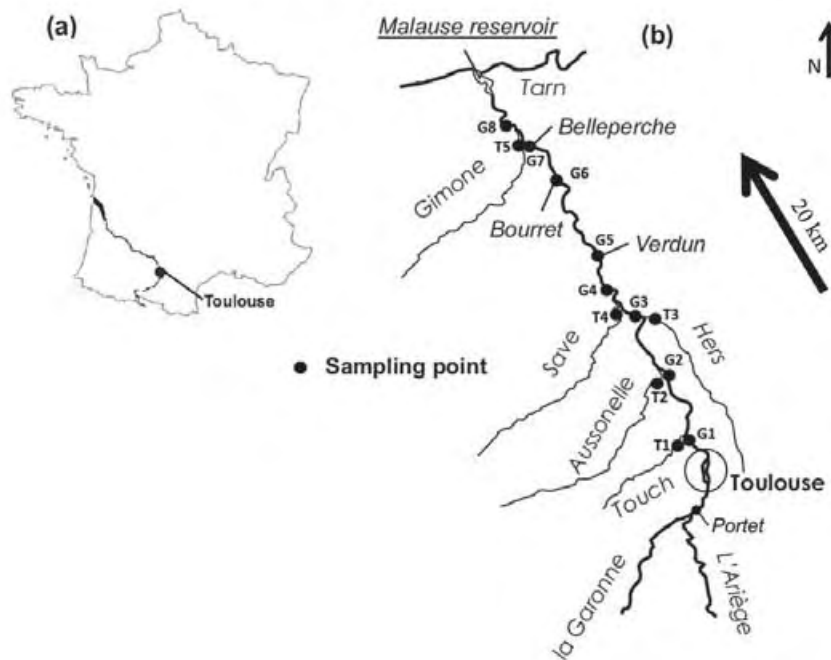 (a)
Toulouse
Sampling point
Malause reservoir
(b)
N
Tarn
G8
Belleperche
T5
G7
G6
Gimone
Bourret
20 km
G5
Verdun
G4
G3
T3
T4
Hers
Save
G2
T2
Aussonelle
G1
T1
Toulouse
Touch
Portet
la Garonne
L'Ariège